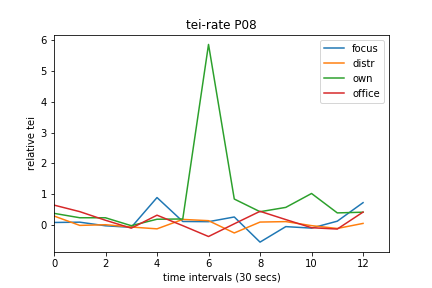 tei-rate P08
relative tei
6
5
4
3
2
1
0
focus
distr
own
office
0 2 4 6 8 10 12
time intervals (30 secs)